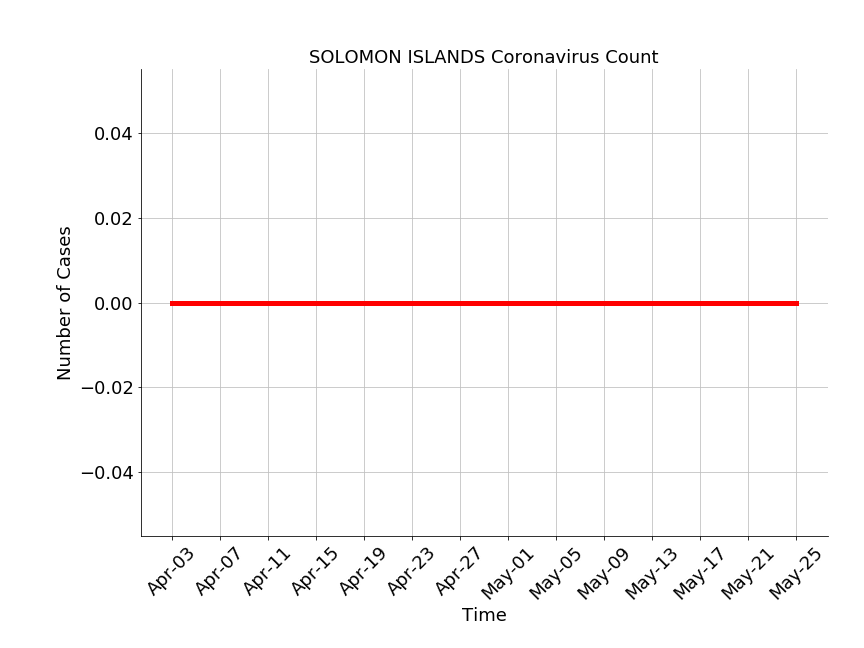 SOLOMON ISLANDS Coronavirus Count
Number of Cases
0.04
0.02
0.00
−0.02
−0.04
Apr-03
Apr-07
Apr-11
Apr-15
Apr-19
Apr-23
Apr-27
May-01
May-05
May-09
May-13
May-17
May-21
May-25
Time